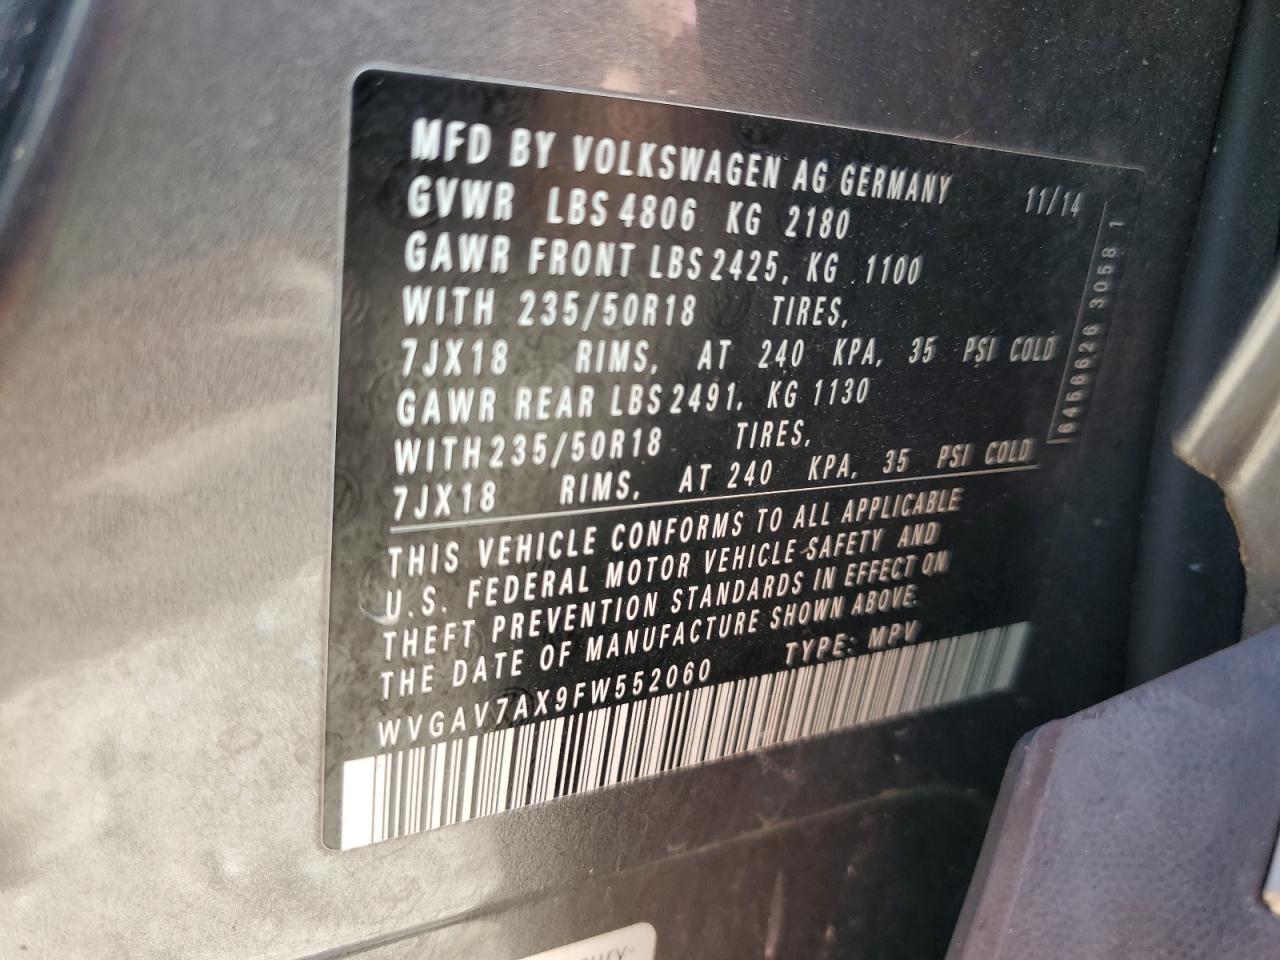 MFD BY VOLKSWAGEN AG GERMANY 11/14
GVWR LBS 4806 KG 2180
GAWR FRONT LBS 2425, KG 1100
WITH 235/50R18 TIRES,
7JX18 RIMS, AT 240 KPA, 35 PSI COLD
GAWR REAR LBS 2491, KG 1130
WITH 235/50R18 TIRES,
7JX18 RIMS, AT 240 KPA, 35 PSI COLD
THIS VEHICLE CONFORMS TO ALL APPLICABLE
U.S. FEDERAL MOTOR VEHICLE SAFETY AND
THEFT PREVENTION STANDARDS IN EFFECT ON
THE DATE OF MANUFACTURE SHOWN ABOVE.
WVGAV7AX9FW552060 TYPE: MPV
6456626 3058 1